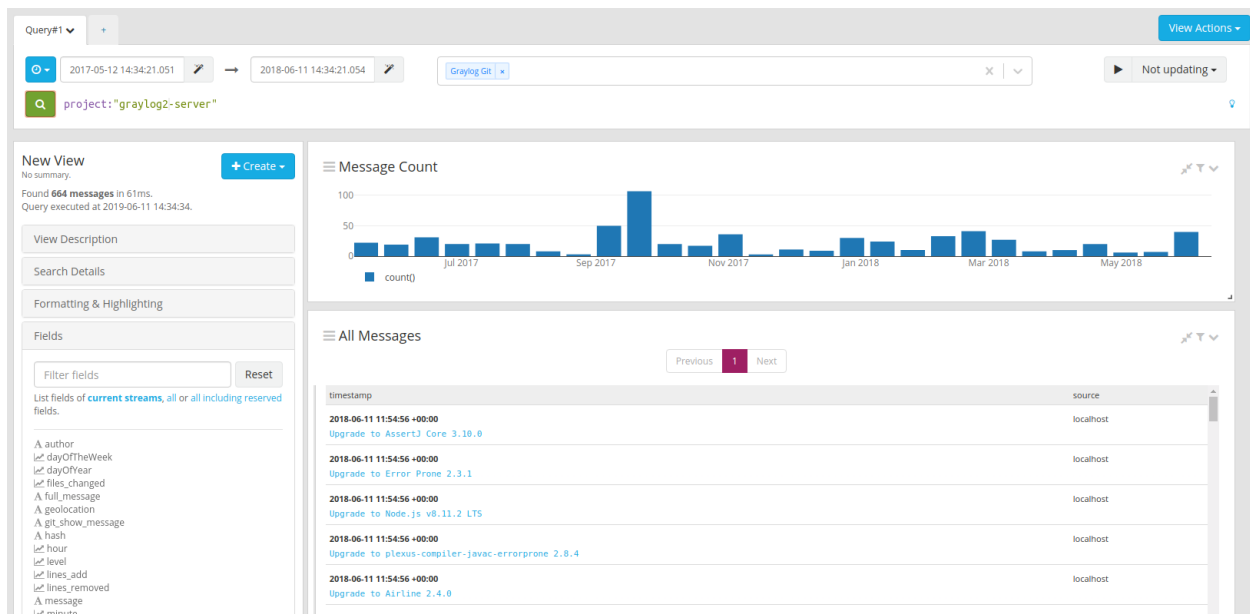 Query#1
+
View Actions
2017-05-12 14:34:21.051
2018-06-11 14:34:21.054
Graylog Git ×
Not updating
project:"graylog2-server"
New View
No summary.
+ Create
Found 664 messages in 61ms.
Query executed at 2019-06-11 14:34:34.
View Description
Search Details
Formatting & Highlighting
Fields
Filter fields
Reset
List fields of current streams, all or all including reserved
fields.
author
dayOfTheWeek
dayOfYear
files_changed
full_message
geolocation
git_show_message
hash
hour
level
lines_add
lines_removed
message
minute
Message Count
100
50
0
Jul 2017
Sep 2017
Nov 2017
Jan 2018
Mar 2018
May 2018
count()
All Messages
Previous 1 Next
timestamp source
2018-06-11 11:54:56 +00:00 localhost
Upgrade to AssertJ Core 3.10.0
2018-06-11 11:54:56 +00:00 localhost
Upgrade to Error Prone 2.3.1
2018-06-11 11:54:56 +00:00 localhost
Upgrade to Node.js v8.11.2 LTS
2018-06-11 11:54:56 +00:00 localhost
Upgrade to plexus-compiler-javac-errorprone 2.8.4
2018-06-11 11:54:56 +00:00 localhost
Upgrade to Airline 2.4.0